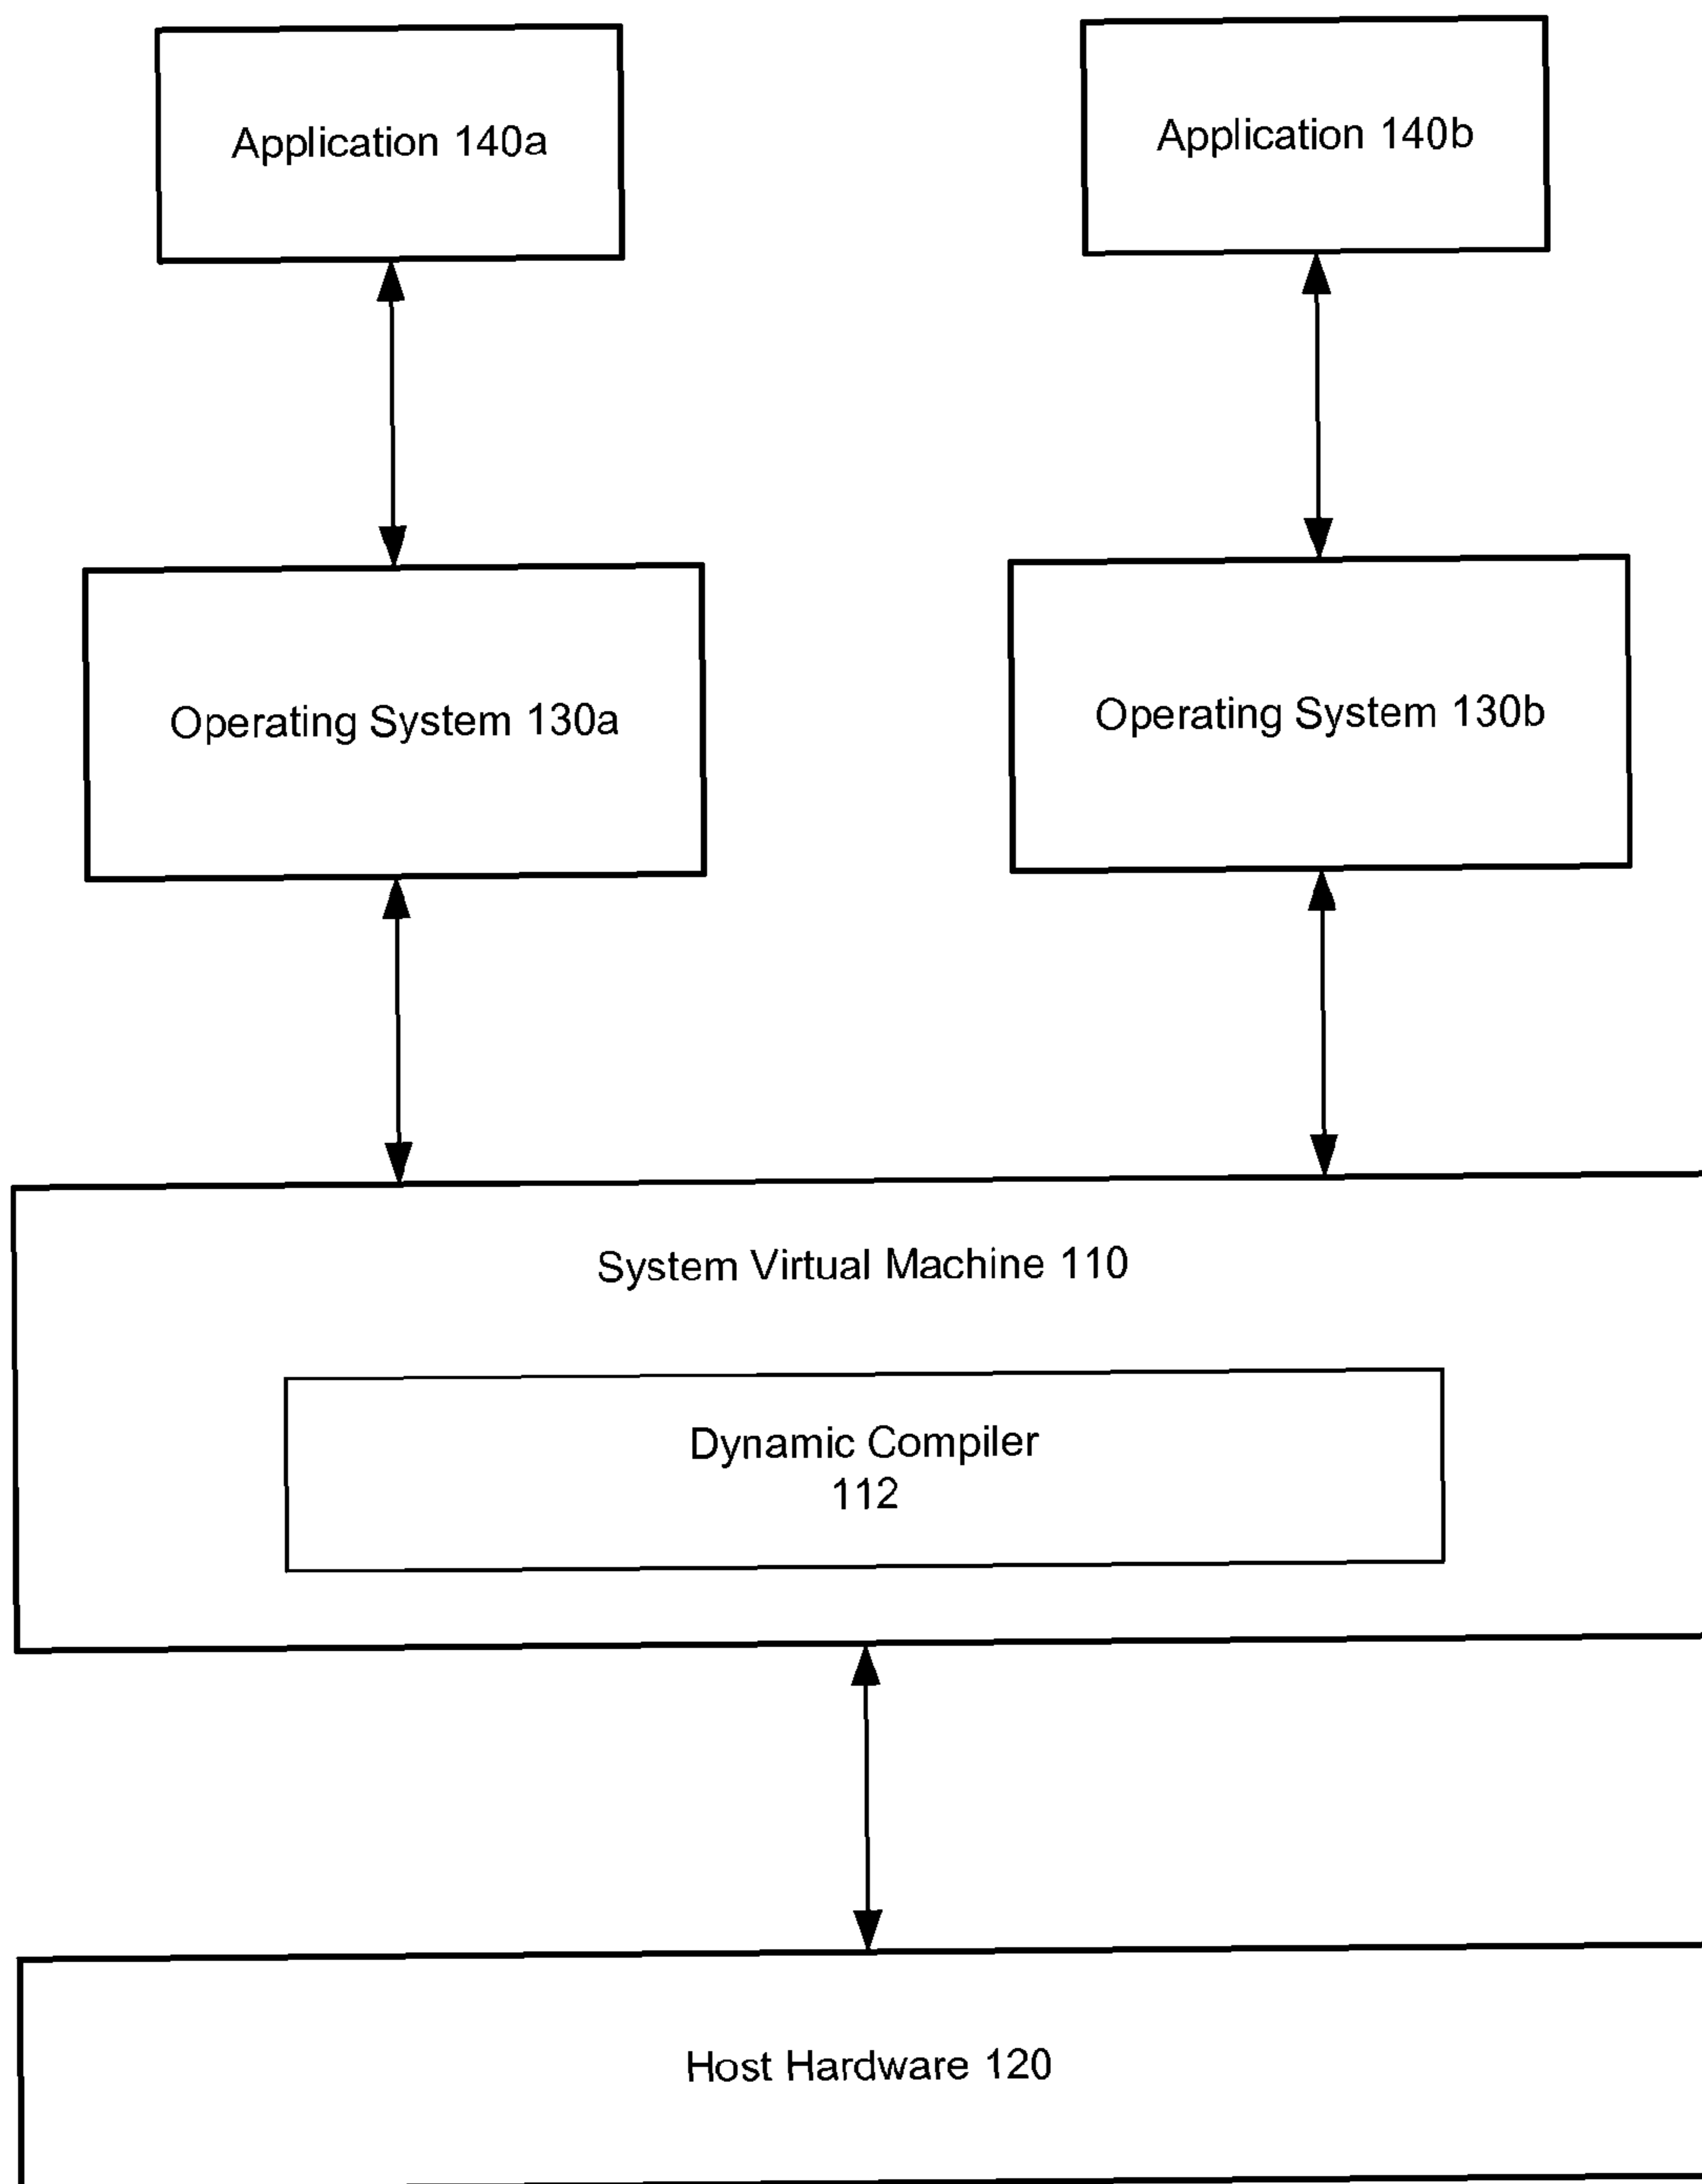 Application 140a
Application 140b
Operating System 130a
Operating System 130b
System Virtual Machine 110
Dynamic Compiler
112
Host Hardware 120